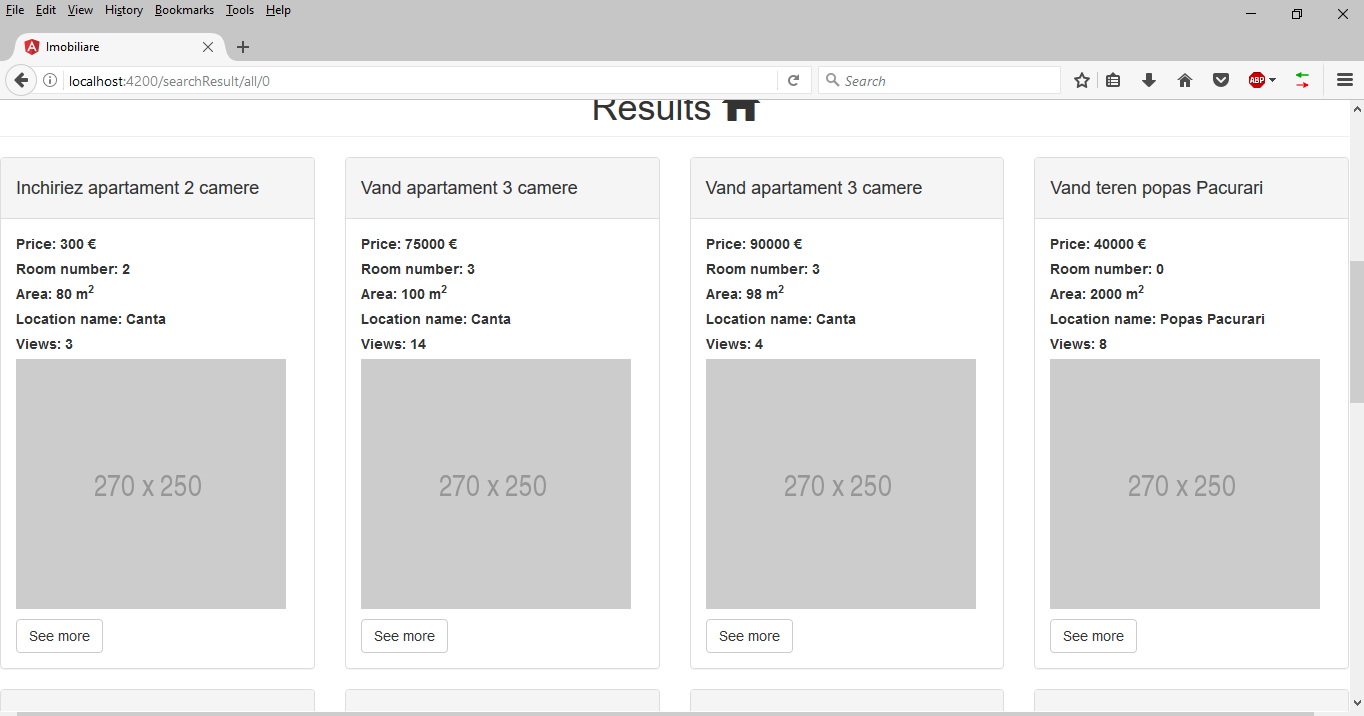 File Edit View History Bookmarks Tools Help
Imobiliare
localhost:4200/searchResult/all/0
Search
ABP
Results
Inchiriez apartament 2 camere
Price: 300 €
Room number: 2
Area: 80 m²
Location name: Canta
Views: 3
270 x 250
See more
Vand apartament 3 camere
Price: 75000 €
Room number: 3
Area: 100 m²
Location name: Canta
Views: 14
270 x 250
See more
Vand apartament 3 camere
Price: 90000 €
Room number: 3
Area: 98 m²
Location name: Canta
Views: 4
270 x 250
See more
Vand teren popas Pacurari
Price: 40000 €
Room number: 0
Area: 2000 m²
Location name: Popas Pacurari
Views: 8
270 x 250
See more